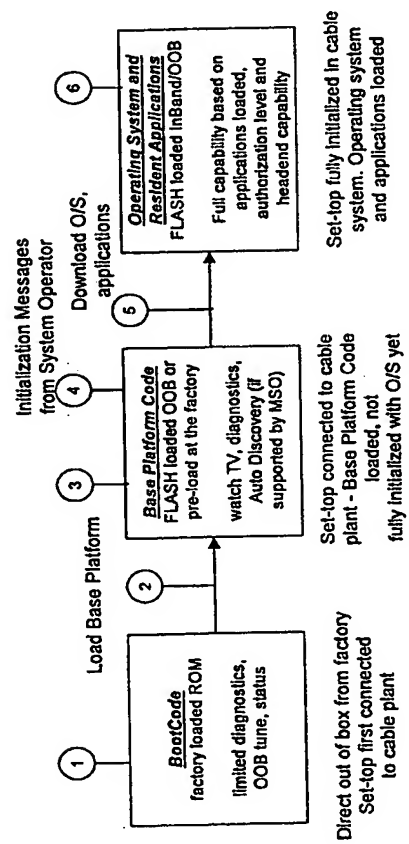 1
BootCode
factory loaded ROM
limited diagnostics,
OOB tune, status
Direct out of box from factory
Set-top first connected
to cable plant
Load Base Platform
2
3
4
Initialization Messages
from System Operator
Base Platform Code
FLASH loaded OOB or
pre-load at the factory
watch TV, diagnostics,
Auto Discovery (if
supported by MSO)
Set-top connected to cable
plant - Base Platform Code
loaded, not
fully initialized with O/S yet
Download O/S,
applications
5
6
Operating System and
Resident Applications
FLASH loaded InBand/OOB
Full capability based on
applications loaded,
authorization level and
headend capability
Set-top fully initialized in cable
system. Operating system
and applications loaded